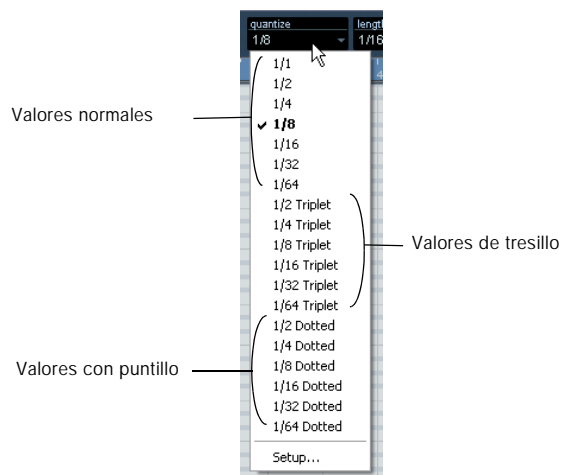 quantize
1/8
1/16
1/1
1/2
1/4
1/8
1/16
1/32
1/64
1/2 Triplet
1/4 Triplet
1/8 Triplet
1/16 Triplet
1/32 Triplet
1/64 Triplet
1/2 Dotted
1/4 Dotted
1/8 Dotted
1/16 Dotted
1/32 Dotted
1/64 Dotted
Setup...
Valores normales
Valores de tresillo
Valores con puntillo